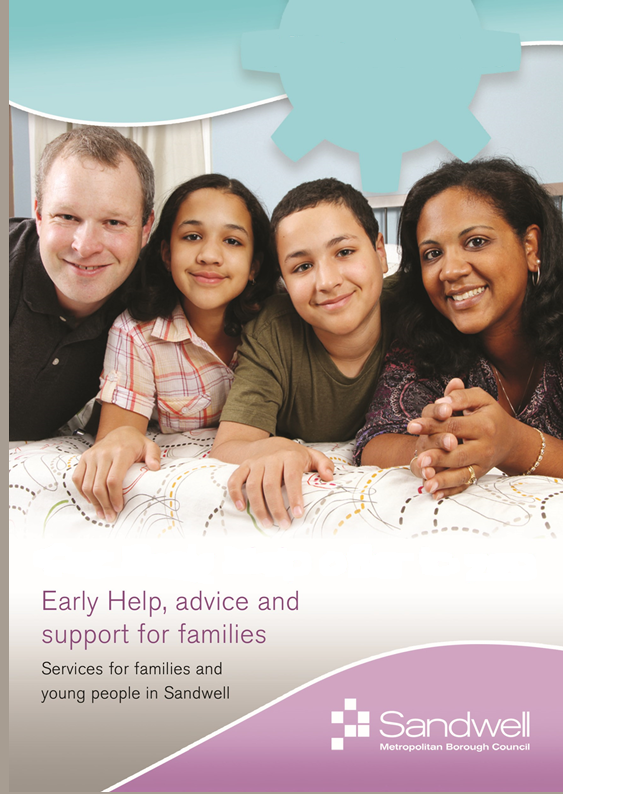 Early Help, advice and
support for families
Services for families and
young people in Sandwell
Sandwell
Metropolitan Borough Council